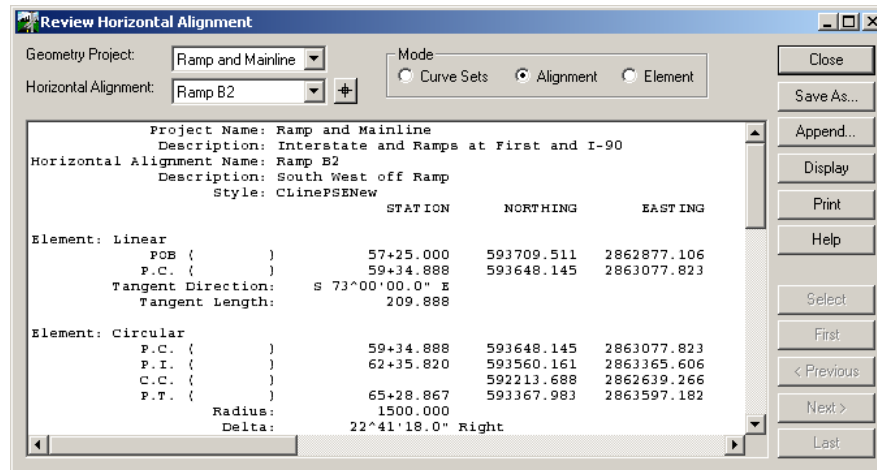 Review Horizontal Alignment
Geometry Project: Ramp and Mainline
Horizontal Alignment: Ramp B2
Mode
Curve Sets Alignment Element
Close
Save As...
Append...
Display
Print
Help
Select
First
< Previous
Next >
Last
Project Name: Ramp and Mainline
Description: Interstate and Ramps at First and I-90
Horizontal Alignment Name: Ramp B2
Description: South West off Ramp
Style: CLinePSENew
STATION NORTHING EASTING
Element: Linear
POB ( ) 57+25.000 593709.511 2862877.106
P.C. ( ) 59+34.888 593648.145 2863077.823
Tangent Direction: S 73^00'00.0" E
Tangent Length: 209.888
Element: Circular
P.C. ( ) 59+34.888 593648.145 2863077.823
P.I. ( ) 62+35.820 593560.161 2863365.606
C.C. ( ) 592213.688 2862639.266
P.T. ( ) 65+28.867 593367.983 2863597.182
Radius: 1500.000
Delta: 22^41'18.0" Right